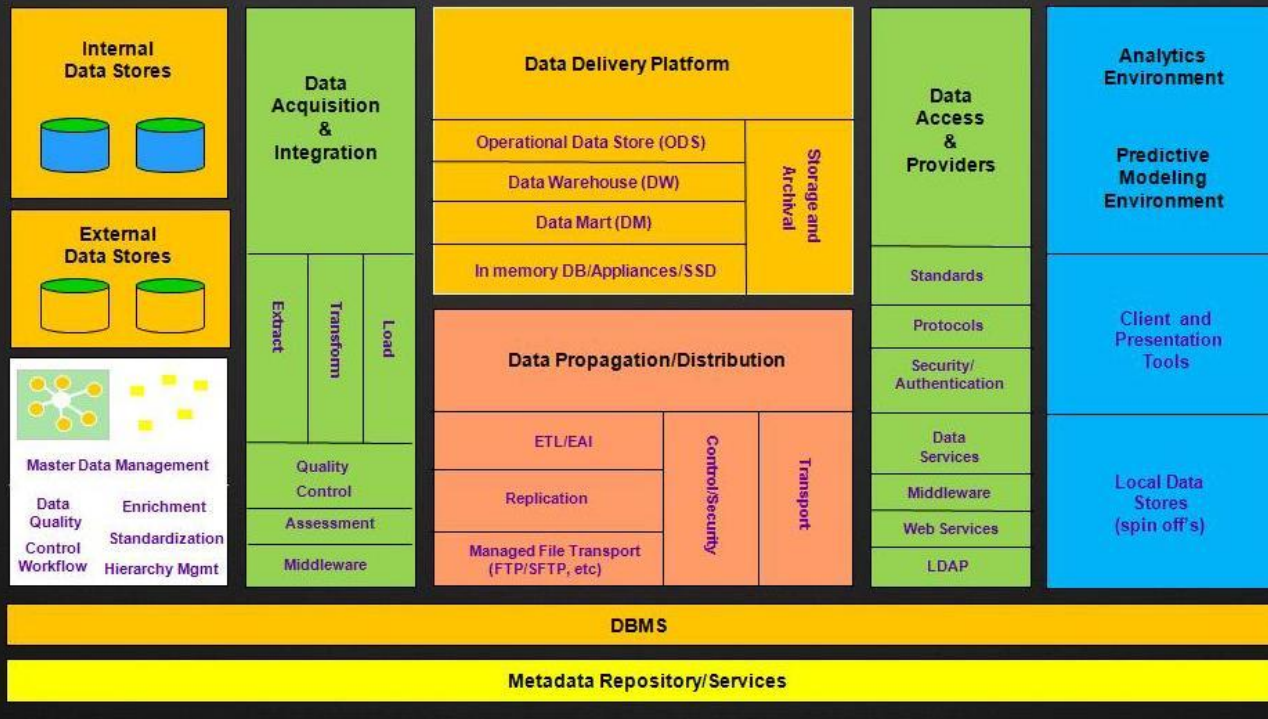 Internal
Data Stores
External
Data Stores
Master Data Management
Data
Quality
Enrichment
Standardization
Control
Workflow
Hierarchy Mgmt
Data
Acquisition
&
Integration
Extract
Transform
Load
Quality
Control
Assessment
Middleware
Data Delivery Platform
Operational Data Store (ODS)
Data Warehouse (DW)
Data Mart (DM)
In memory DB/Appliances/SSD
Storage and
Archival
Data Propagation/Distribution
ETL/EAI
Replication
Managed File Transport
(FTP/SFTP, etc)
Control/Security
Transport
Data
Access
&
Providers
Standards
Protocols
Security/
Authentication
Data
Services
Middleware
Web Services
LDAP
Analytics
Environment
Predictive
Modeling
Environment
Client and
Presentation
Tools
Local Data
Stores
(spin off's)
DBMS
Metadata Repository/Services